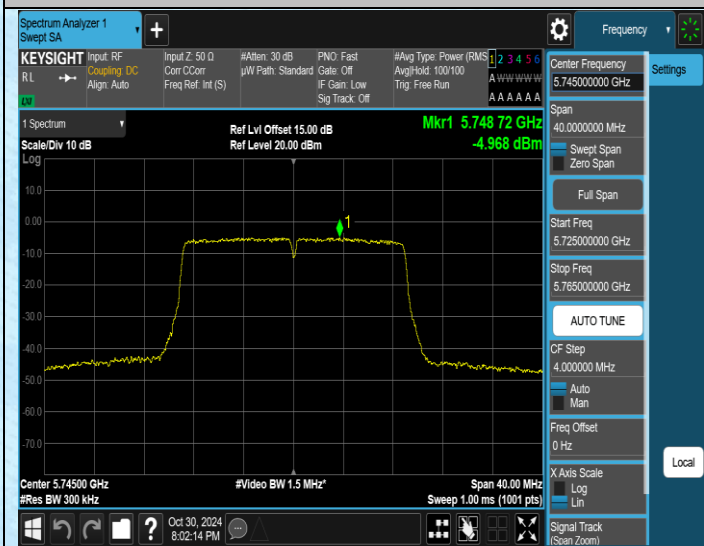 Spectrum Analyzer 1
Swept SA
Frequency
KEYSIGHT
Input: RF
Input Z: 50 Ω
#Atten: 30 dB
PNO: Fast
#Avg Type: Power (RMS
1 2 3 4 5 6
R L
Coupling: DC
Corr CCorr
µW Path: Standard
Gate: Off
Avg|Hold: 100/100
A W W W W W
Align: Auto
Freq Ref: Int (S)
IF Gain: Low
Trig: Free Run
Sig Track: Off
A A A A A A
1 Spectrum
Ref Lvl Offset 15.00 dB
Mkr1 5.748 72 GHz
Scale/Div 10 dB
Ref Level 20.00 dBm
-4.968 dBm
Log
10.0
0.00
-10.0
-20.0
-30.0
-40.0
-50.0
-60.0
-70.0
1
Center 5.74500 GHz
#Video BW 1.5 MHz*
Span 40.00 MHz
#Res BW 300 kHz
Sweep 1.00 ms (1001 pts)
?
Oct 30, 2024
8:02:14 PM
Center Frequency
5.745000000 GHz
Settings
Span
40.0000000 MHz
Swept Span
Zero Span
Full Span
Start Freq
5.725000000 GHz
Stop Freq
5.765000000 GHz
AUTO TUNE
CF Step
4.000000 MHz
Auto
Man
Freq Offset
0 Hz
X Axis Scale
Log
Lin
Local
Signal Track
(Span Zoom)